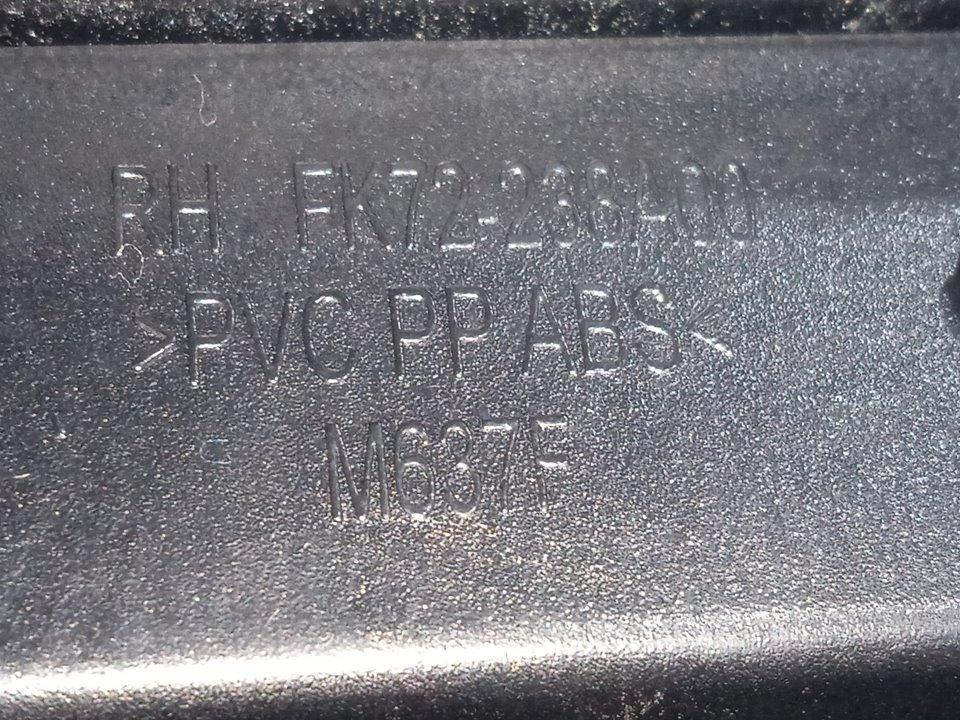 RH FK72-238A00
>PVC PP ABS<
M637F